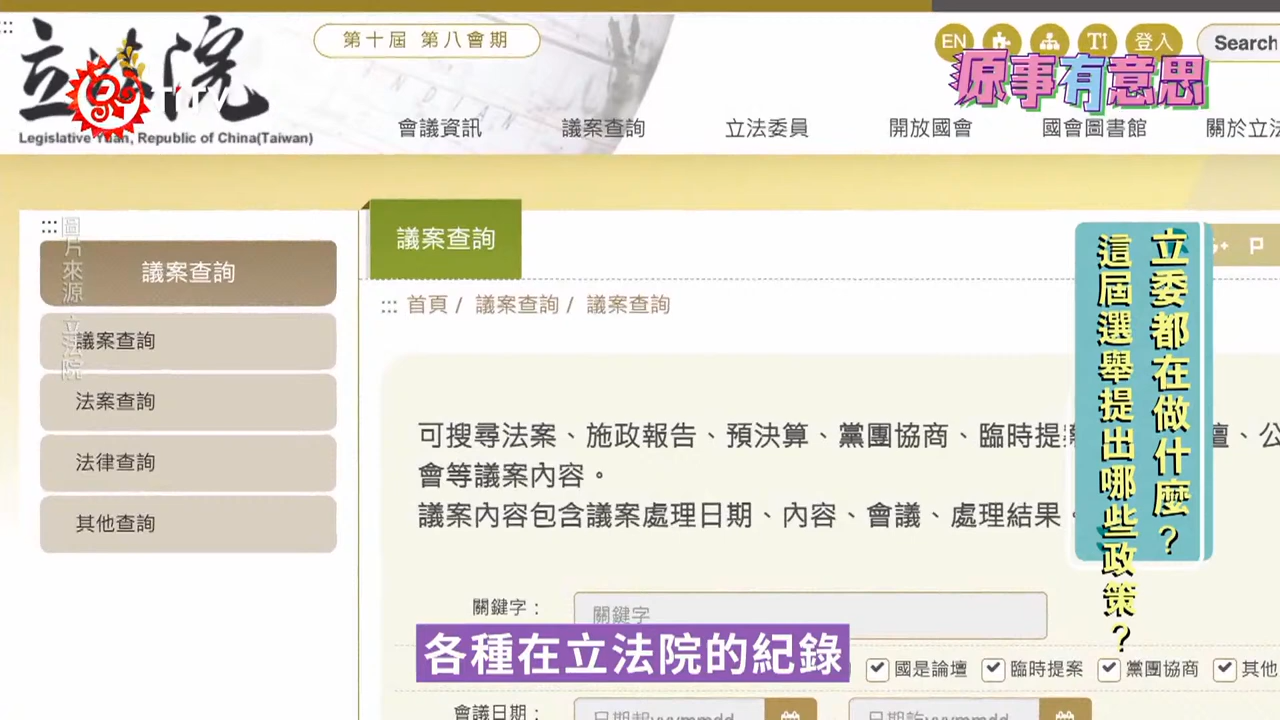 立法院
TITV
Legislative Yuan, Republic of China(Taiwan)
第十屆 第八會期
EN
T!
登入
Search
原事有意思
會議資訊
議案查詢
立法委員
開放國會
國會圖書館
關於立法
圖片來源 立法院
議案查詢
議案查詢
法案查詢
法律查詢
其他查詢
議案查詢
::: 首頁 / 議案查詢 / 議案查詢
可搜尋法案、施政報告、預決算、黨團協商、臨時提
會等議案內容。
議案內容包含議案處理日期、內容、會議、處理結果
立委都在做什麼？
這屆選舉提出哪些政策？
關鍵字：
關鍵字
各種在立法院的紀錄
國是論壇
臨時提案
黨團協商
其他
會議日期：